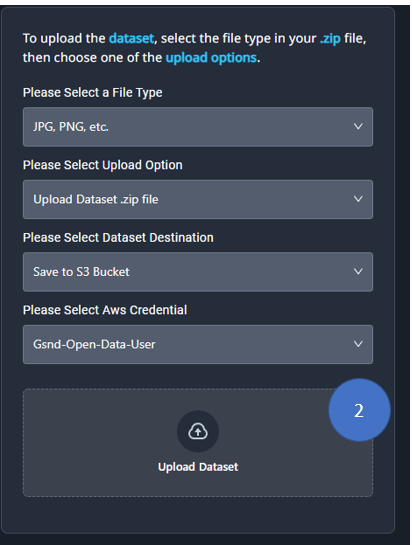 To upload the dataset, select the file type in your .zip file,
then choose one of the upload options.
Please Select a File Type
JPG, PNG, etc.
Please Select Upload Option
Upload Dataset .zip file
Please Select Dataset Destination
Save to S3 Bucket
Please Select Aws Credential
Gsnd-Open-Data-User
2
Upload Dataset